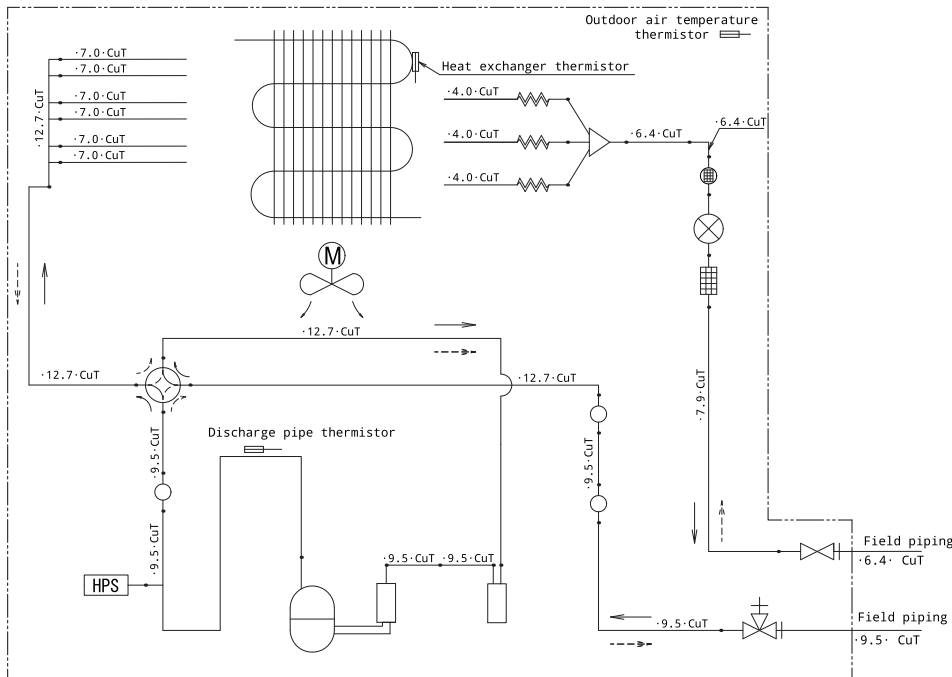 Outdoor air temperature
thermistor
·7.0·CuT
·7.0·CuT
·7.0·CuT
·7.0·CuT
·7.0·CuT
·7.0·CuT
·12.7·CuT
Heat exchanger thermistor
·4.0·CuT
·4.0·CuT
·4.0·CuT
·6.4·CuT
·6.4·CuT
M
·12.7·CuT
·12.7·CuT
·12.7·CuT
·7.9·CuT
Discharge pipe thermistor
·9.5·CuT
·9.5·CuT
·9.5·CuT
·9.5·CuT ·9.5·CuT
HPS
Field piping
·6.4· CuT
·9.5·CuT
Field piping
·9.5· CuT